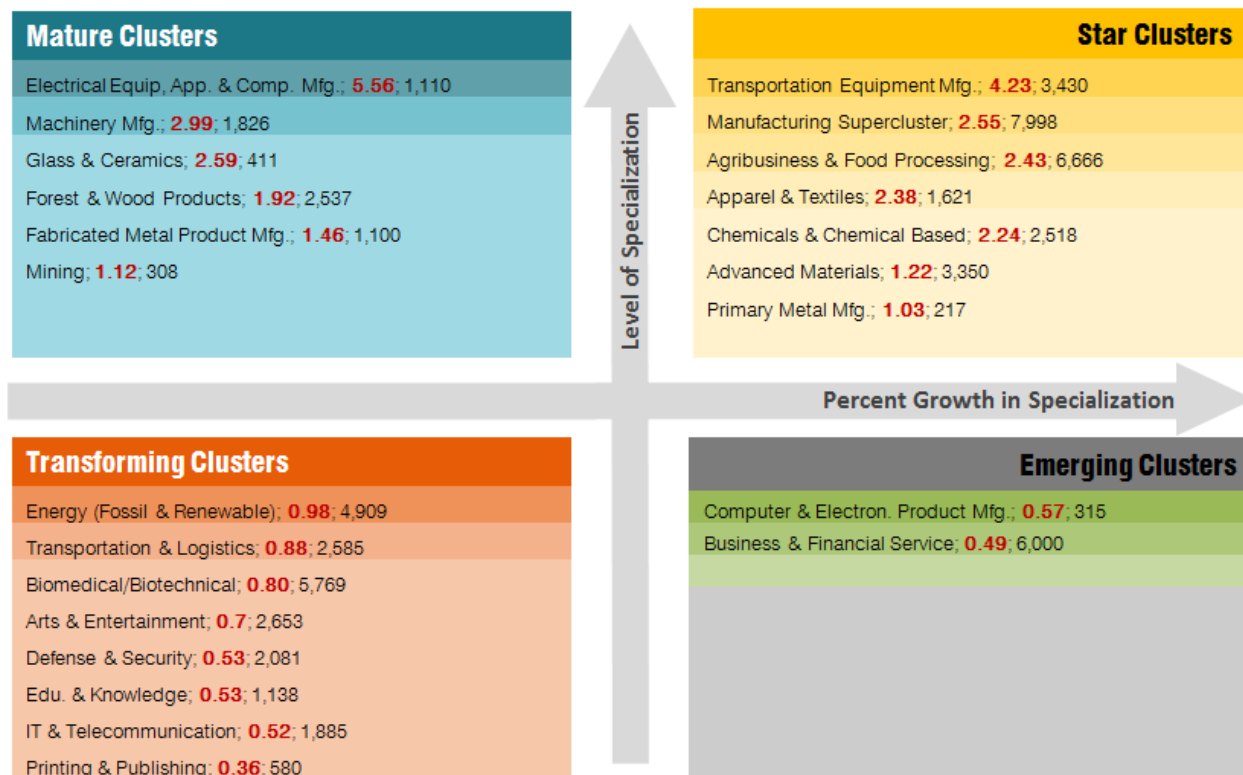 Mature Clusters
Electrical Equip, App. & Comp. Mfg.; 5.56; 1,110
Machinery Mfg.; 2.99; 1,826
Glass & Ceramics; 2.59; 411
Forest & Wood Products; 1.92; 2,537
Fabricated Metal Product Mfg.; 1.46; 1,100
Mining; 1.12; 308
Level of Specialization
Star Clusters
Transportation Equipment Mfg.; 4.23; 3,430
Manufacturing Supercluster; 2.55; 7,998
Agribusiness & Food Processing; 2.43; 6,666
Apparel & Textiles; 2.38; 1,621
Chemicals & Chemical Based; 2.24; 2,518
Advanced Materials; 1.22; 3,350
Primary Metal Mfg.; 1.03; 217
Percent Growth in Specialization
Transforming Clusters
Energy (Fossil & Renewable); 0.98; 4,909
Transportation & Logistics; 0.88; 2,585
Biomedical/Biotechnical; 0.80; 5,769
Arts & Entertainment; 0.7; 2,653
Defense & Security; 0.53; 2,081
Edu. & Knowledge; 0.53; 1,138
IT & Telecommunication; 0.52; 1,885
Printing & Publishing; 0.36; 580
Emerging Clusters
Computer & Electron. Product Mfg.; 0.57; 315
Business & Financial Service; 0.49; 6,000